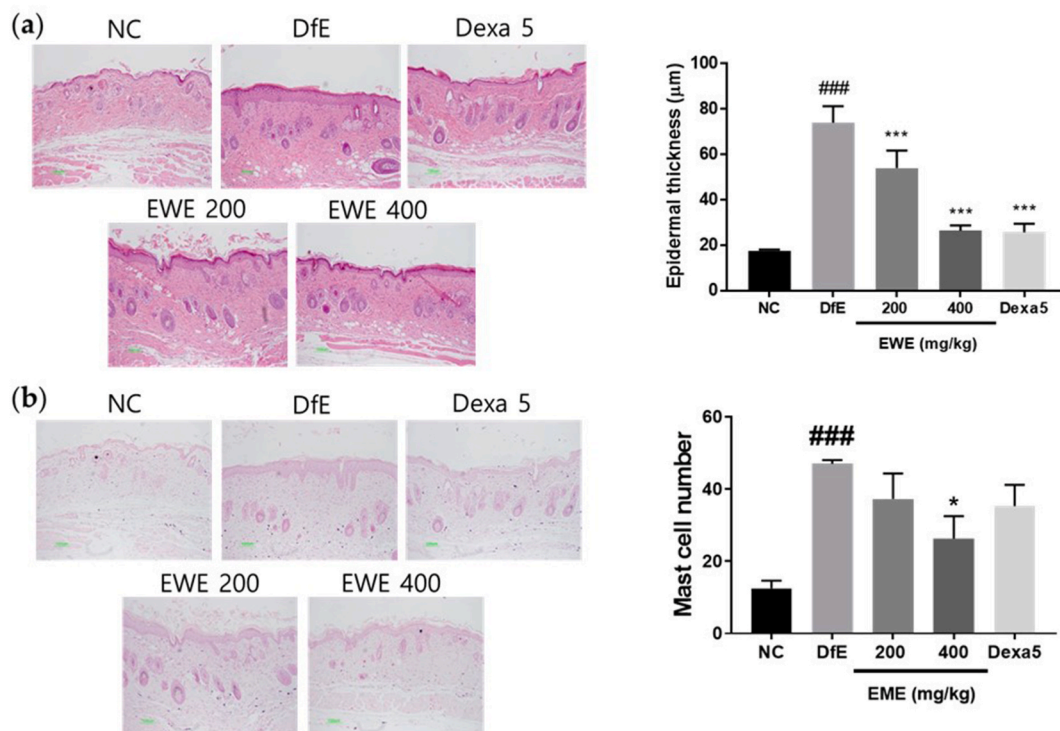 (a)
NC DfE Dexa 5
EWE 200 EWE 400
Epidermal thickness (μm)
100
80
60
40
20
0
###
***
***
***
NC DfE 200 400 Dexa5
EWE (mg/kg)
(b)
NC DfE Dexa 5
EWE 200 EWE 400
Mast cell number
60
40
20
0
###
*
NC DfE 200 400 Dexa5
EME (mg/kg)